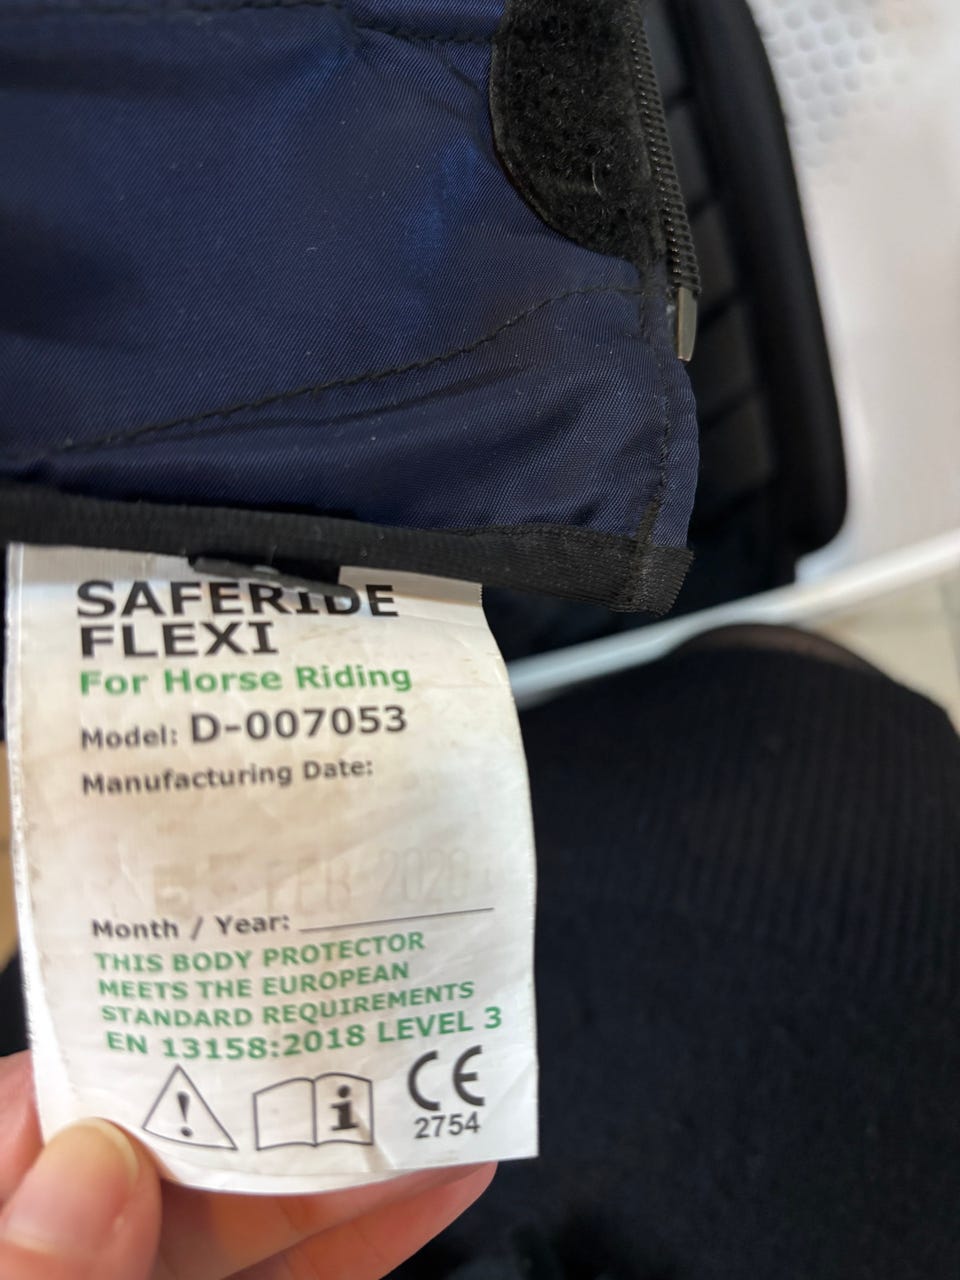 SAFERIDE
FLEXI
For Horse Riding
Model: D-007053
Manufacturing Date:
FEB 2020
Month / Year:
THIS BODY PROTECTOR
MEETS THE EUROPEAN
STANDARD REQUIREMENTS
EN 13158:2018 LEVEL 3
i
CE
2754